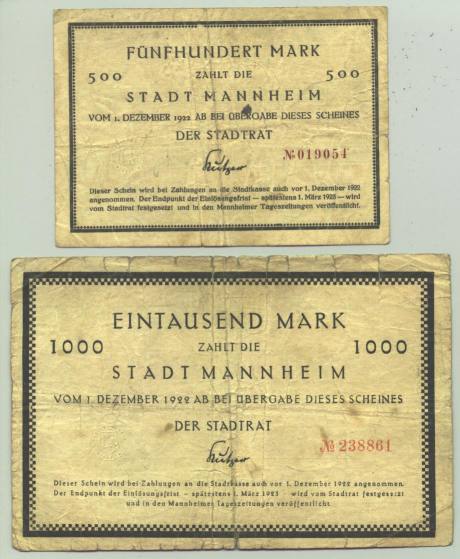 FÜNFHUNDERT MARK
500 ZAHLT DIE 500
STADT MANNHEIM
VOM 1. DEZEMBER 1922 AB BEI ÜBERGABE DIESES SCHEINES
DER STADTRAT
Kutzer № 019054
Dieser Schein wird bei Zahlungen an die Stadtkasse auch vor 1. Dezember 1922
angenommen. Der Endpunkt der Einlösungsfrist – spätestens 1. März 1923 – wird
vom Stadtrat festgesetzt und in den Mannheimer Tageszeitungen veröffentlicht.
EINTAUSEND MARK
1000 ZAHLT DIE 1000
STADT MANNHEIM
VOM 1. DEZEMBER 1922 AB BEI ÜBERGABE DIESES SCHEINES
DER STADTRAT
№ 238861
Kutzer
Dieser Schein wird bei Zahlungen an die Stadtkasse auch vor 1. Dezember 1922 angenommen.
Der Endpunkt der Einlösungsfrist – spätestens 1. März 1923 – wird vom Stadtrat festgesetzt
und in den Mannheimer Tageszeitungen veröffentlicht.